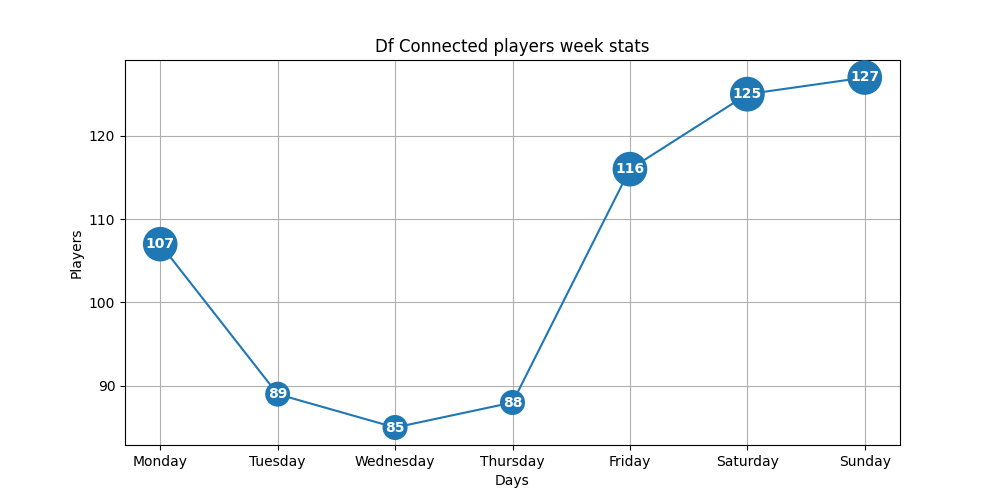 Df Connected players week stats
127
125
120
116
110
107
Players
100
90
89
88
85
Monday Tuesday Wednesday Thursday Friday Saturday Sunday
Days